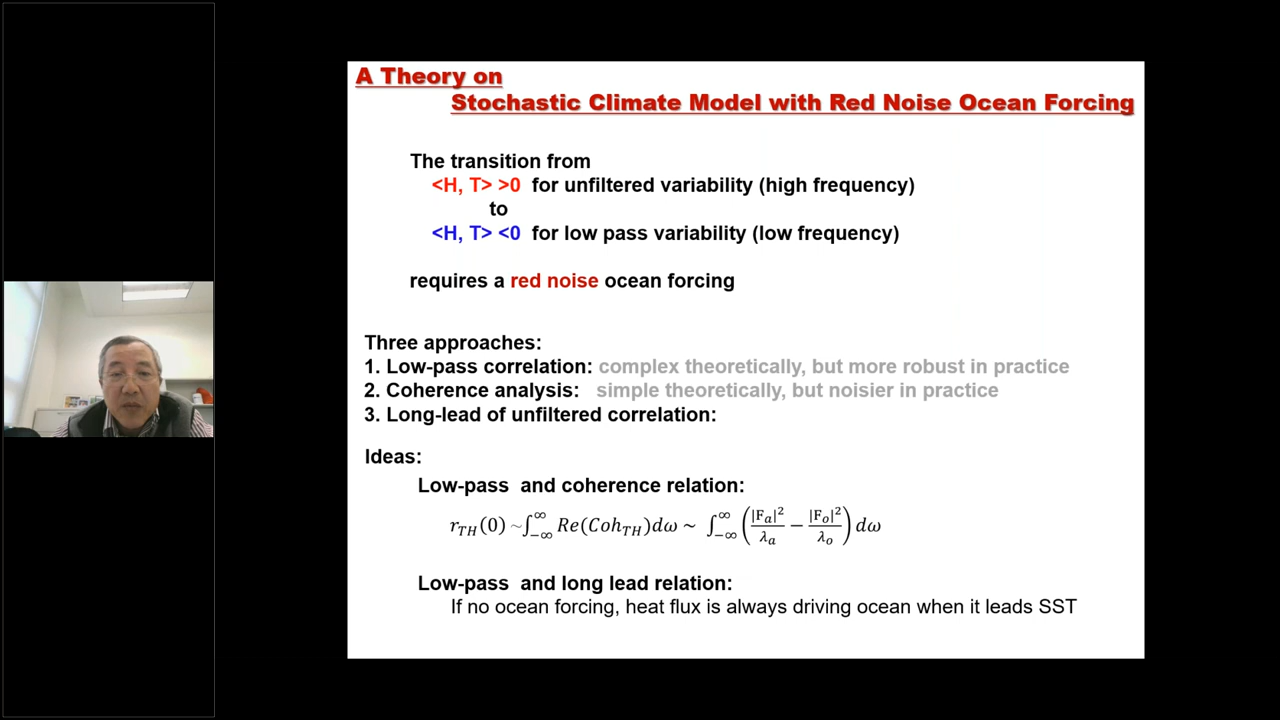 A Theory on
Stochastic Climate Model with Red Noise Ocean Forcing
The transition from
<H, T> >0 for unfiltered variability (high frequency)
to
<H, T> <0 for low pass variability (low frequency)
requires a red noise ocean forcing
Three approaches:
1. Low-pass correlation: complex theoretically, but more robust in practice
2. Coherence analysis: simple theoretically, but noisier in practice
3. Long-lead of unfiltered correlation:
Ideas:
Low-pass and coherence relation:
r_{TH}(0) ~∫_{-∞}^{∞} Re(Coh_{TH})dω ~ ∫_{-∞}^{∞} (|F_a|²/λ_a − |F_o|²/λ_o) dω
Low-pass and long lead relation:
If no ocean forcing, heat flux is always driving ocean when it leads SST